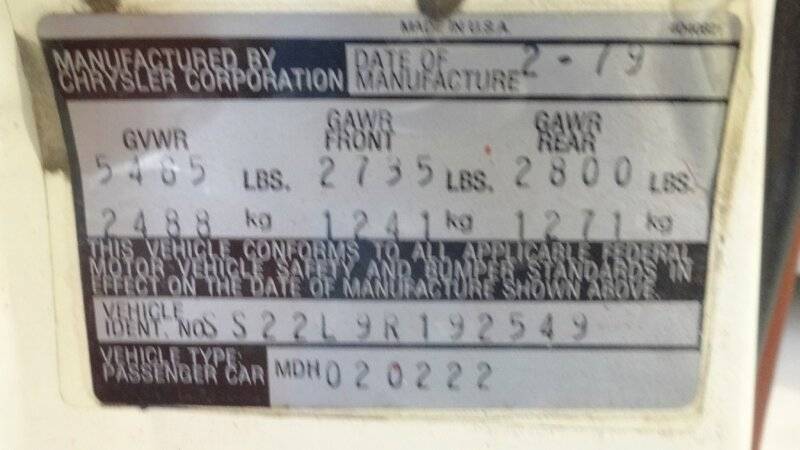 MADE IN U.S.A.
MANUFACTURED BY
CHRYSLER CORPORATION
DATE OF
MANUFACTURE 2-79
GVWR GAWR FRONT GAWR REAR
5485 LBS. 2735 LBS. 2800 LBS.
2488 kg 1241 kg 1271 kg
THIS VEHICLE CONFORMS TO ALL APPLICABLE FEDERAL
MOTOR VEHICLE SAFETY AND BUMPER STANDARDS IN
EFFECT ON THE DATE OF MANUFACTURE SHOWN ABOVE.
VEHICLE
IDENT. NO. SS22L9R192549
VEHICLE TYPE:
PASSENGER CAR MDH 020222